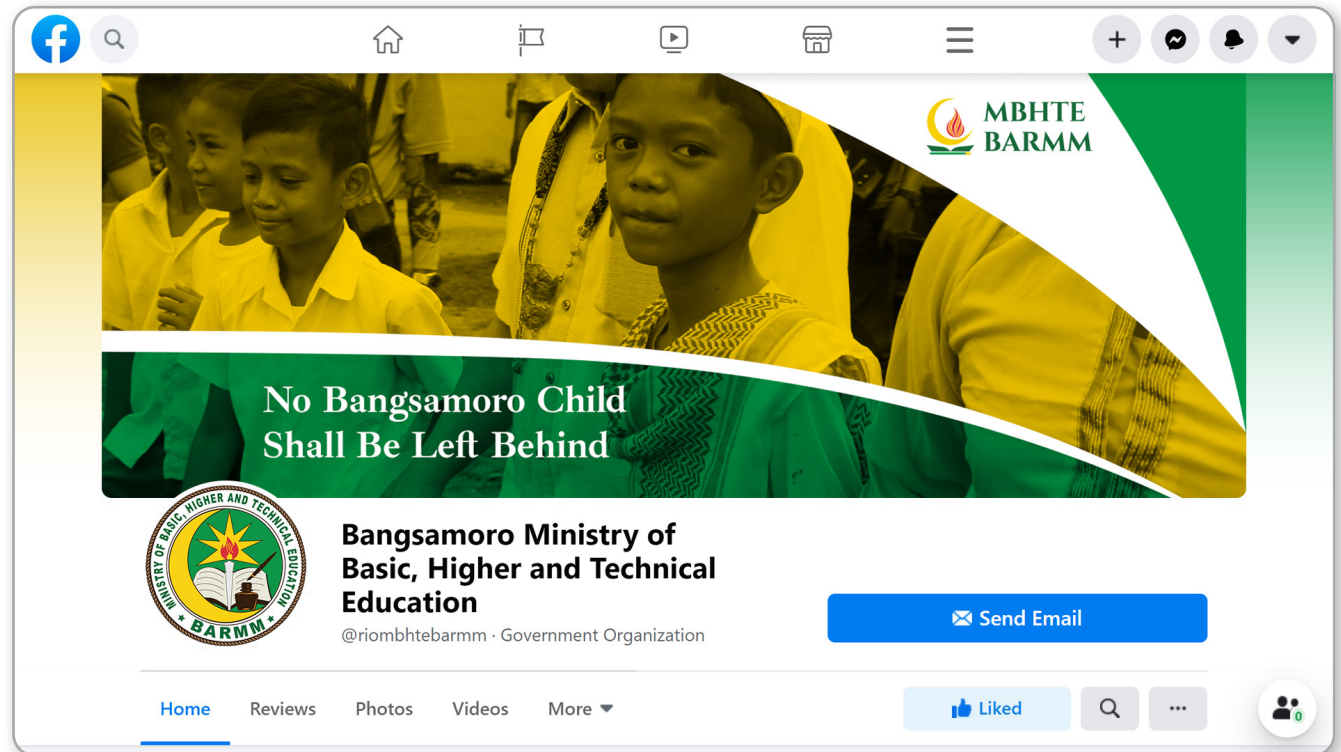 MBHTE
BARMM
No Bangsamoro Child
Shall Be Left Behind
MINISTRY OF BASIC, HIGHER AND TECHNICAL EDUCATION
BARMM
Bangsamoro Ministry of
Basic, Higher and Technical
Education
@riombhtebarmm · Government Organization
Send Email
Home Reviews Photos Videos More
Liked
0